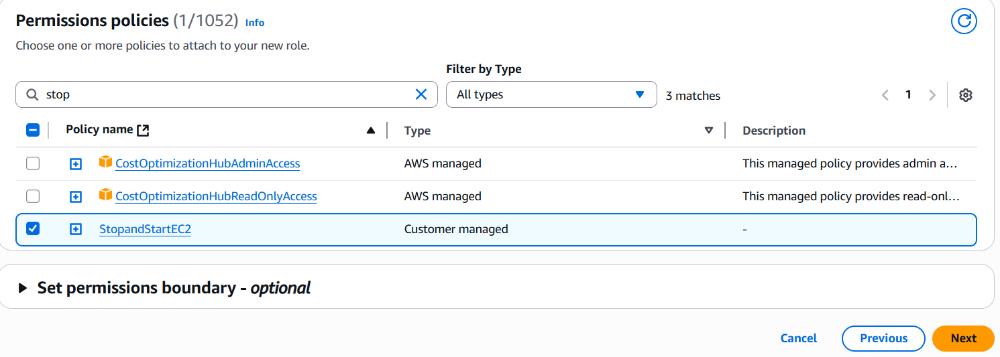 Permissions policies (1/1052) Info
Choose one or more policies to attach to your new role.
Filter by Type
stop All types 3 matches 1
Policy name Type Description
CostOptimizationHubAdminAccess AWS managed This managed policy provides admin a...
CostOptimizationHubReadOnlyAccess AWS managed This managed policy provides read-onl...
StopandStartEC2 Customer managed -
Set permissions boundary - optional
Cancel Previous Next